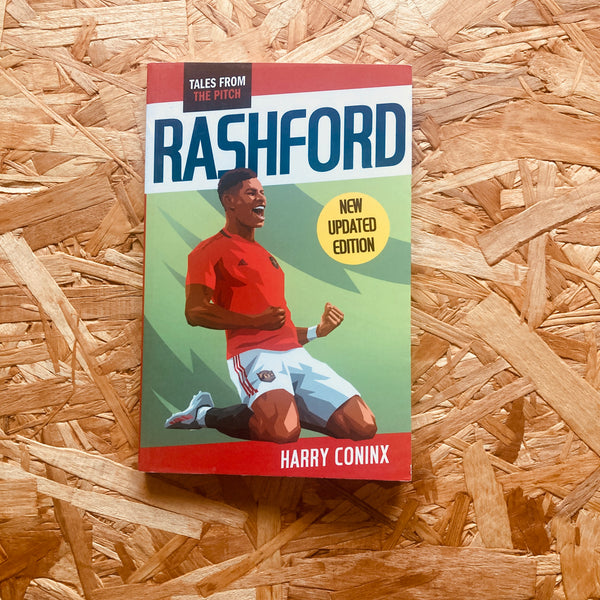 TALES FROM
THE PITCH
RASHFORD
NEW
UPDATED
EDITION
HARRY CONINX